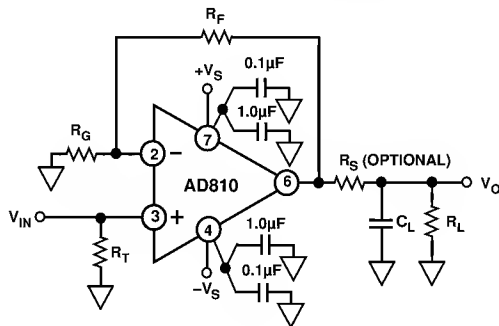 R_F
0.1μF
+V_S
1.0μF
R_G
7
2
−
R_S (OPTIONAL)
AD810
6
V_O
V_IN
3
+
4
1.0μF
C_L
R_L
R_T
−V_S
0.1μF